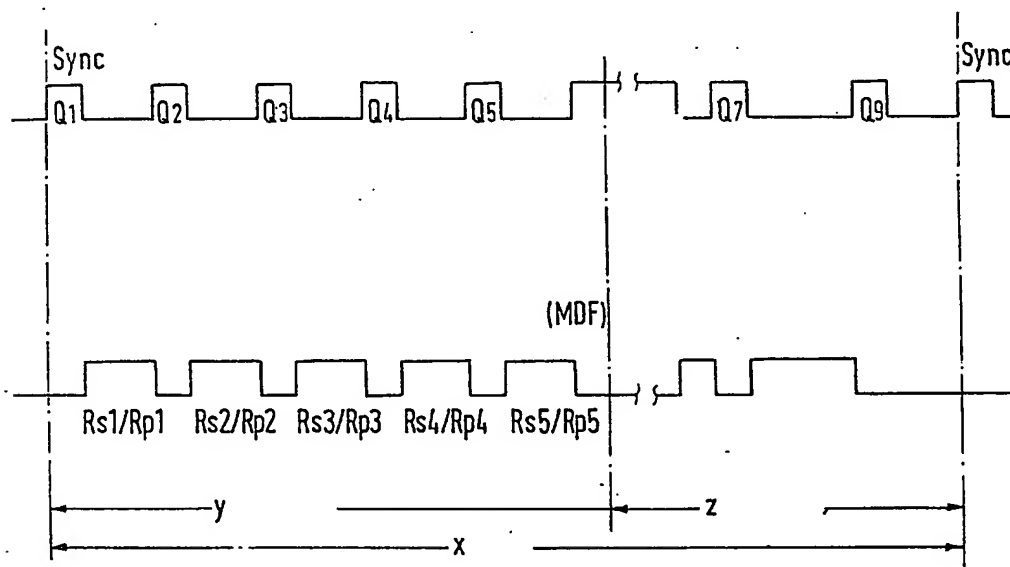 Sync Sync
Q1 Q2 Q3 Q4 Q5 Q7 Q9
(MDF)
Rs1/Rp1 Rs2/Rp2 Rs3/Rp3 Rs4/Rp4 Rs5/Rp5
y z
x